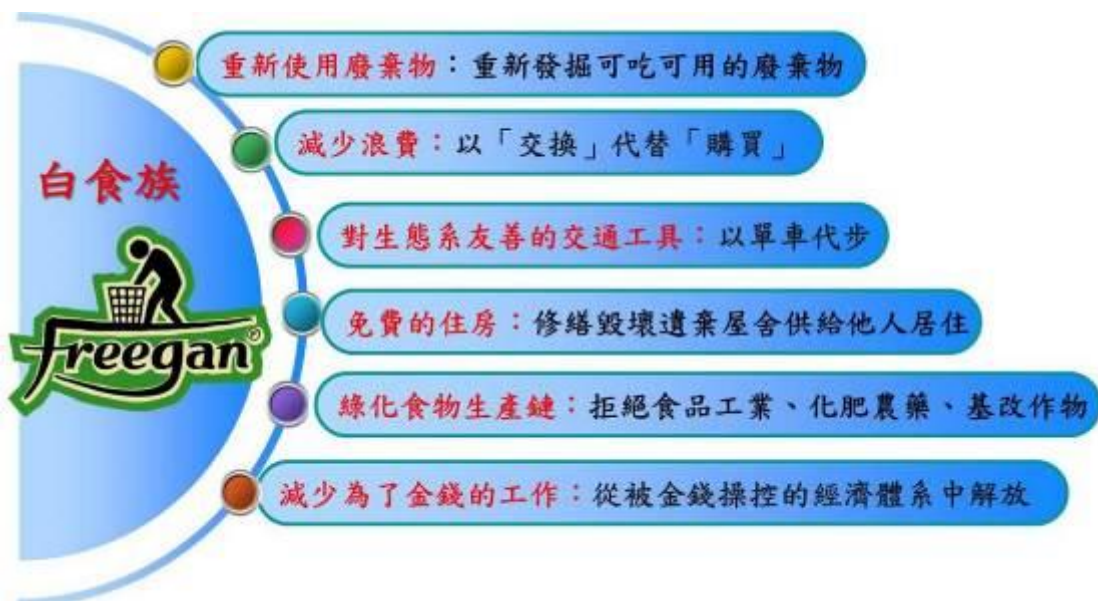 重新使用廢棄物：重新發掘可吃可用的廢棄物
減少浪費：以「交換」代替「購買」
白食族
對生態系友善的交通工具：以單車代步
freegan®
免費的住房：修繕毀壞遺棄屋舍供給他人居住
綠化食物生產鏈：拒絕食品工業、化肥農藥、基改作物
減少為了金錢的工作：從被金錢操控的經濟體系中解放